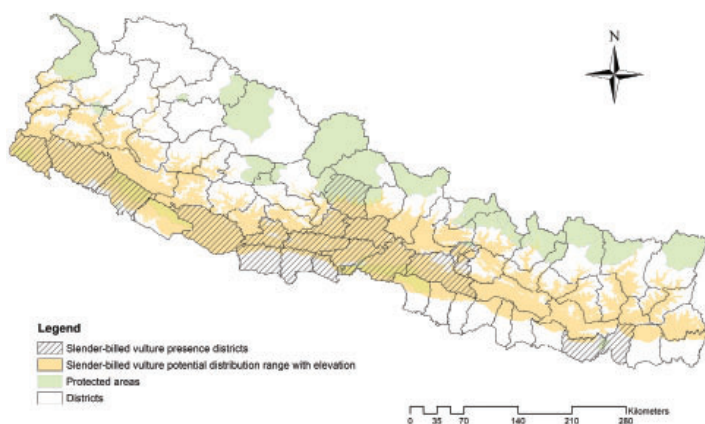 N
Legend
Slender-billed vulture presence districts
Slender-billed vulture potential distribution range with elevation
Protected areas
Districts
Kilometers
0 35 70 140 210 280